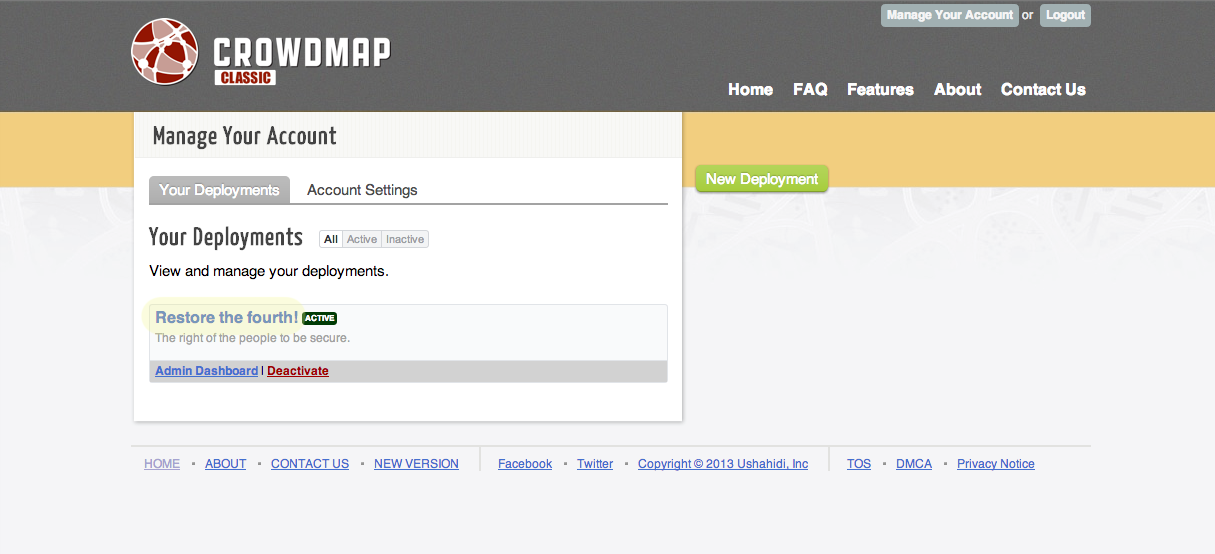 Manage Your Account or Logout
CROWDMAP
CLASSIC
Home FAQ Features About Contact Us
Manage Your Account
Your Deployments Account Settings
New Deployment
Your Deployments All Active Inactive
View and manage your deployments.
Restore the fourth! ACTIVE
The right of the people to be secure.
Admin Dashboard | Deactivate
HOME ▪ ABOUT ▪ CONTACT US ▪ NEW VERSION Facebook ▪ Twitter ▪ Copyright © 2013 Ushahidi, Inc TOS ▪ DMCA ▪ Privacy Notice